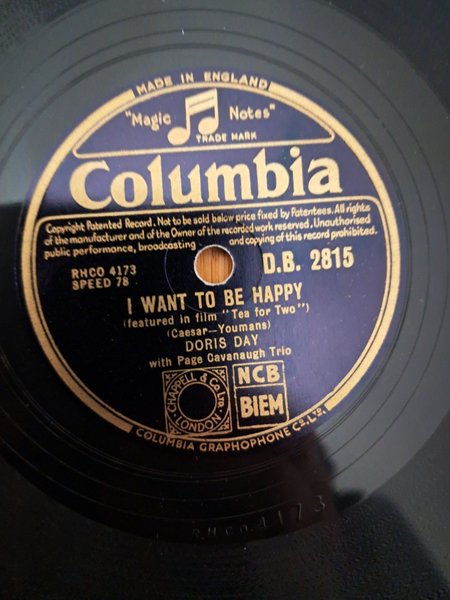 MADE IN ENGLAND
"Magic Notes"
TRADE MARK
Columbia
Copyright Patented Record. Not to be sold below price fixed by Patentees. All rights
of the manufacturer and of the Owner of the recorded work reserved. Unauthorised
public performance, broadcasting and copying of this record prohibited.
RHCO 4173
SPEED 78
D.B. 2815
I WANT TO BE HAPPY
(featured in film "Tea for Two")
(Caesar—Youmans)
DORIS DAY
with Page Cavanaugh Trio
CHAPPELL & Co. LTD.
LONDON
NCB
BIEM
COLUMBIA GRAPHOPHONE Co. LTD.
RHCO 4173